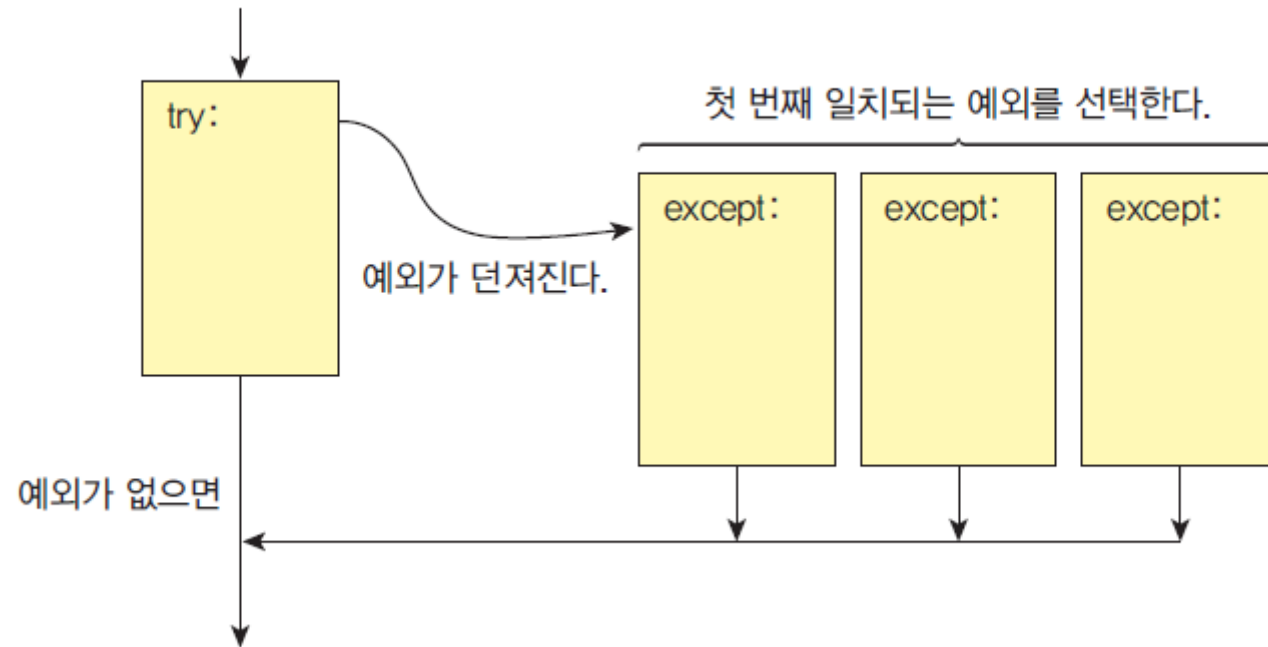 try:
첫 번째 일치되는 예외를 선택한다.
except:
except:
except:
예외가 던져진다.
예외가 없으면